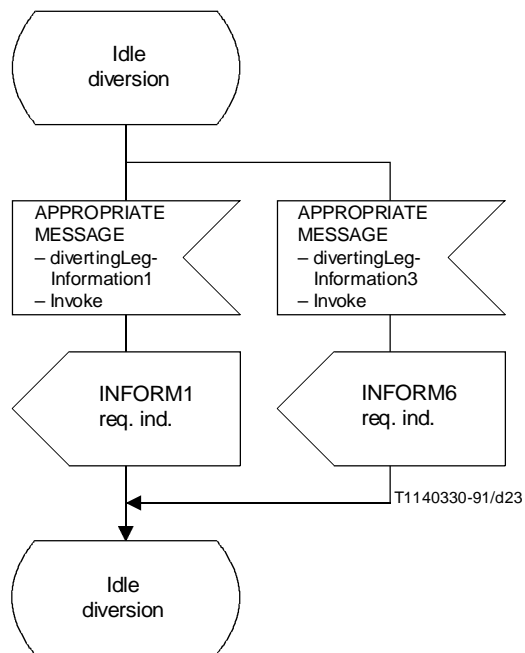 Idle
diversion
APPROPRIATE
MESSAGE
– divertingLeg-
Information1
– Invoke
APPROPRIATE
MESSAGE
– divertingLeg-
Information3
– Invoke
INFORM1
req. ind.
INFORM6
req. ind.
T1140330-91/d23
Idle
diversion